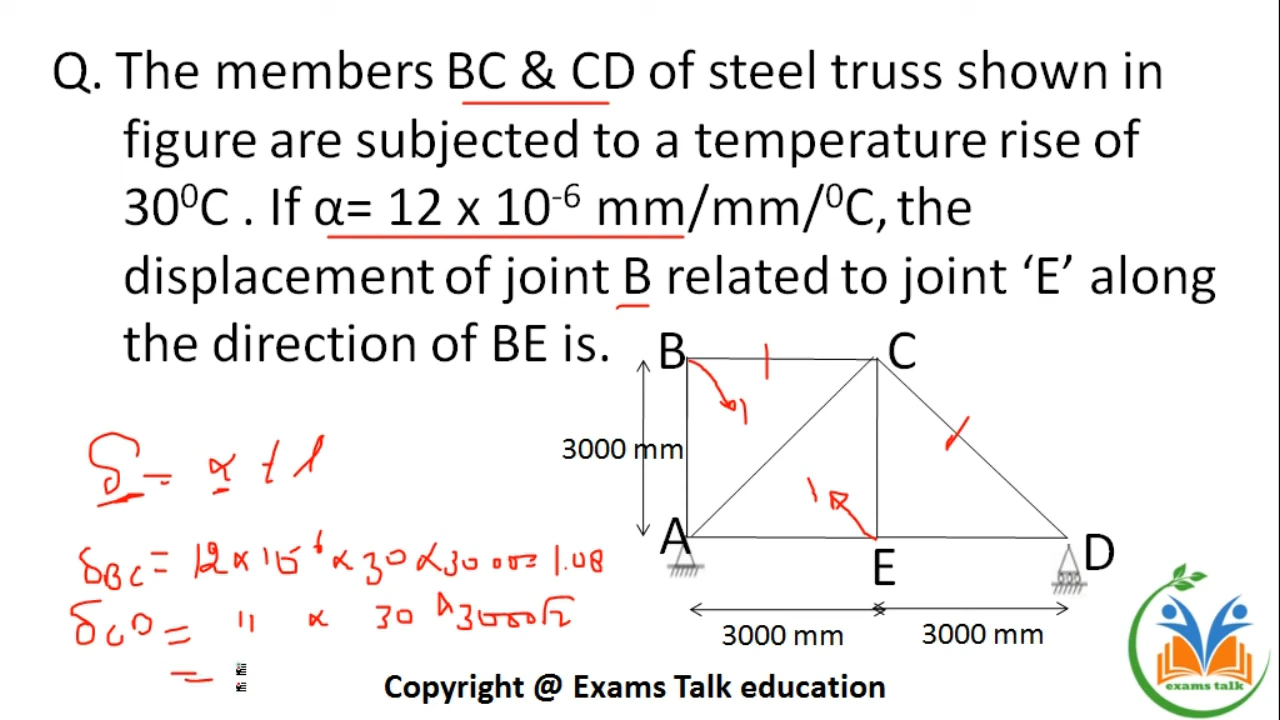 Q. The members BC & CD of steel truss shown in
figure are subjected to a temperature rise of
30⁰C . If α= 12 x 10⁻⁶ mm/mm/⁰C, the
displacement of joint B related to joint ‘E’ along
the direction of BE is.
B
C
1
3000 mm
1
δ = α t l
A
E
D
δBC = 12 x 10⁻⁶ x 30 x 3000 = 1.08
δCD = " x 30 x 3000√2
=
3000 mm
3000 mm
Copyright @ Exams Talk education
exams talk